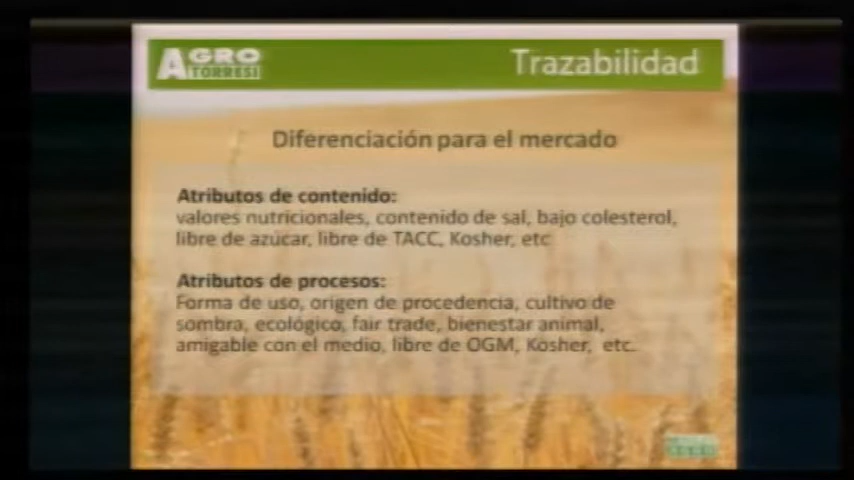 AGRO
TORRESI
Trazabilidad
Diferenciación para el mercado
Atributos de contenido:
valores nutricionales, contenido de sal, bajo colesterol,
libre de azúcar, libre de TACC, Kosher, etc
Atributos de procesos:
Forma de uso, origen de procedencia, cultivo de
sombra, ecológico, fair trade, bienestar animal,
amigable con el medio, libre de OGM, Kosher, etc.